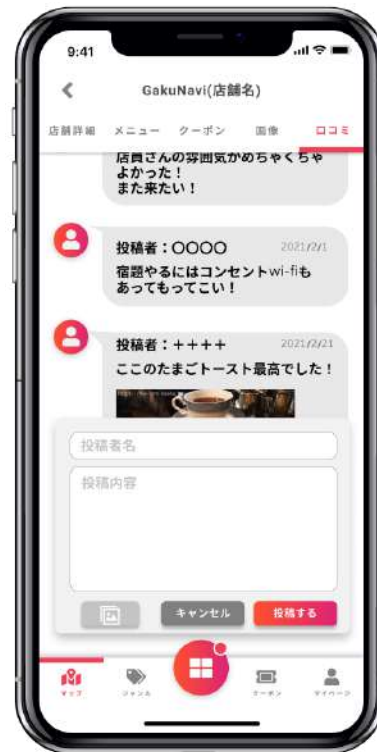 9:41
GakuNavi(店舗名)
店舗詳細 メニュー クーポン 画像 口コミ
店員さんの雰囲気がめちゃくちゃ
よかった！
また来たい！
投稿者：〇〇〇〇 2021/2/1
宿題やるにはコンセントwi-fiも
あってもってこい！
投稿者：++++ 2021/2/21
ここのたまごトースト最高でした！
投稿者名
投稿内容
キャンセル 投稿する
マップ ジャンル クーポン マイページ